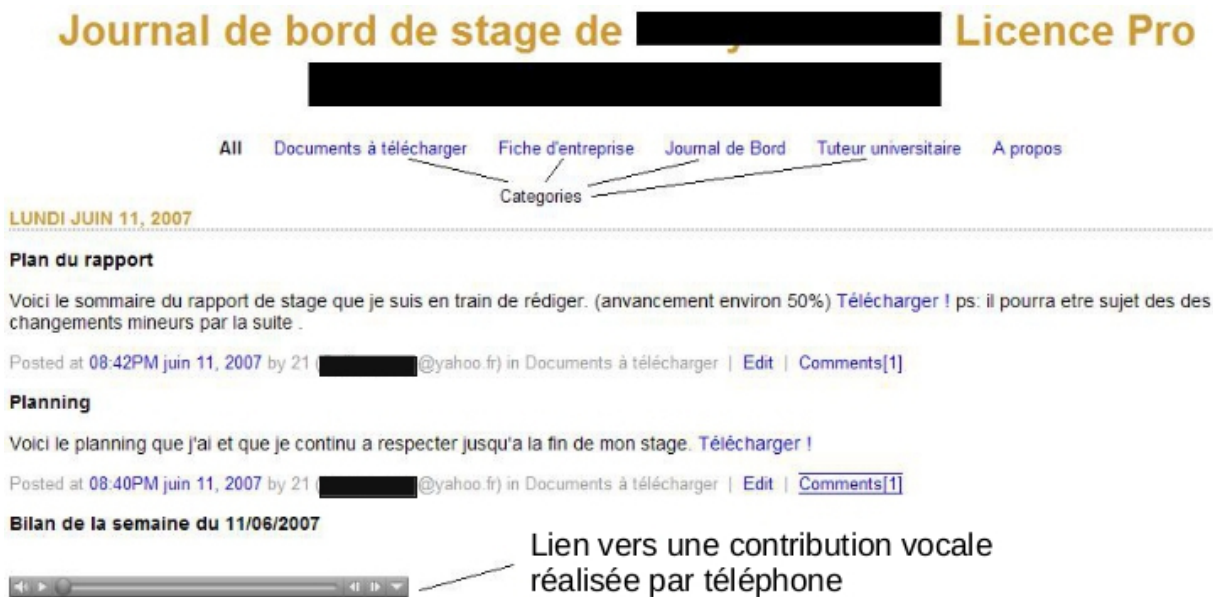 Journal de bord de stage de Licence Pro
All Documents à télécharger Fiche d'entreprise Journal de Bord Tuteur universitaire A propos
Categories
LUNDI JUIN 11, 2007
Plan du rapport
Voici le sommaire du rapport de stage que je suis en train de rédiger. (anvancement environ 50%) Télécharger ! ps: il pourra etre sujet des des
changements mineurs par la suite .
Posted at 08:42PM juin 11, 2007 by 21 ( @yahoo.fr) in Documents à télécharger | Edit | Comments[1]
Planning
Voici le planning que j'ai et que je continu a respecter jusqu'a la fin de mon stage. Télécharger !
Posted at 08:40PM juin 11, 2007 by 21 ( @yahoo.fr) in Documents à télécharger | Edit | Comments[1]
Bilan de la semaine du 11/06/2007
Lien vers une contribution vocale
réalisée par téléphone